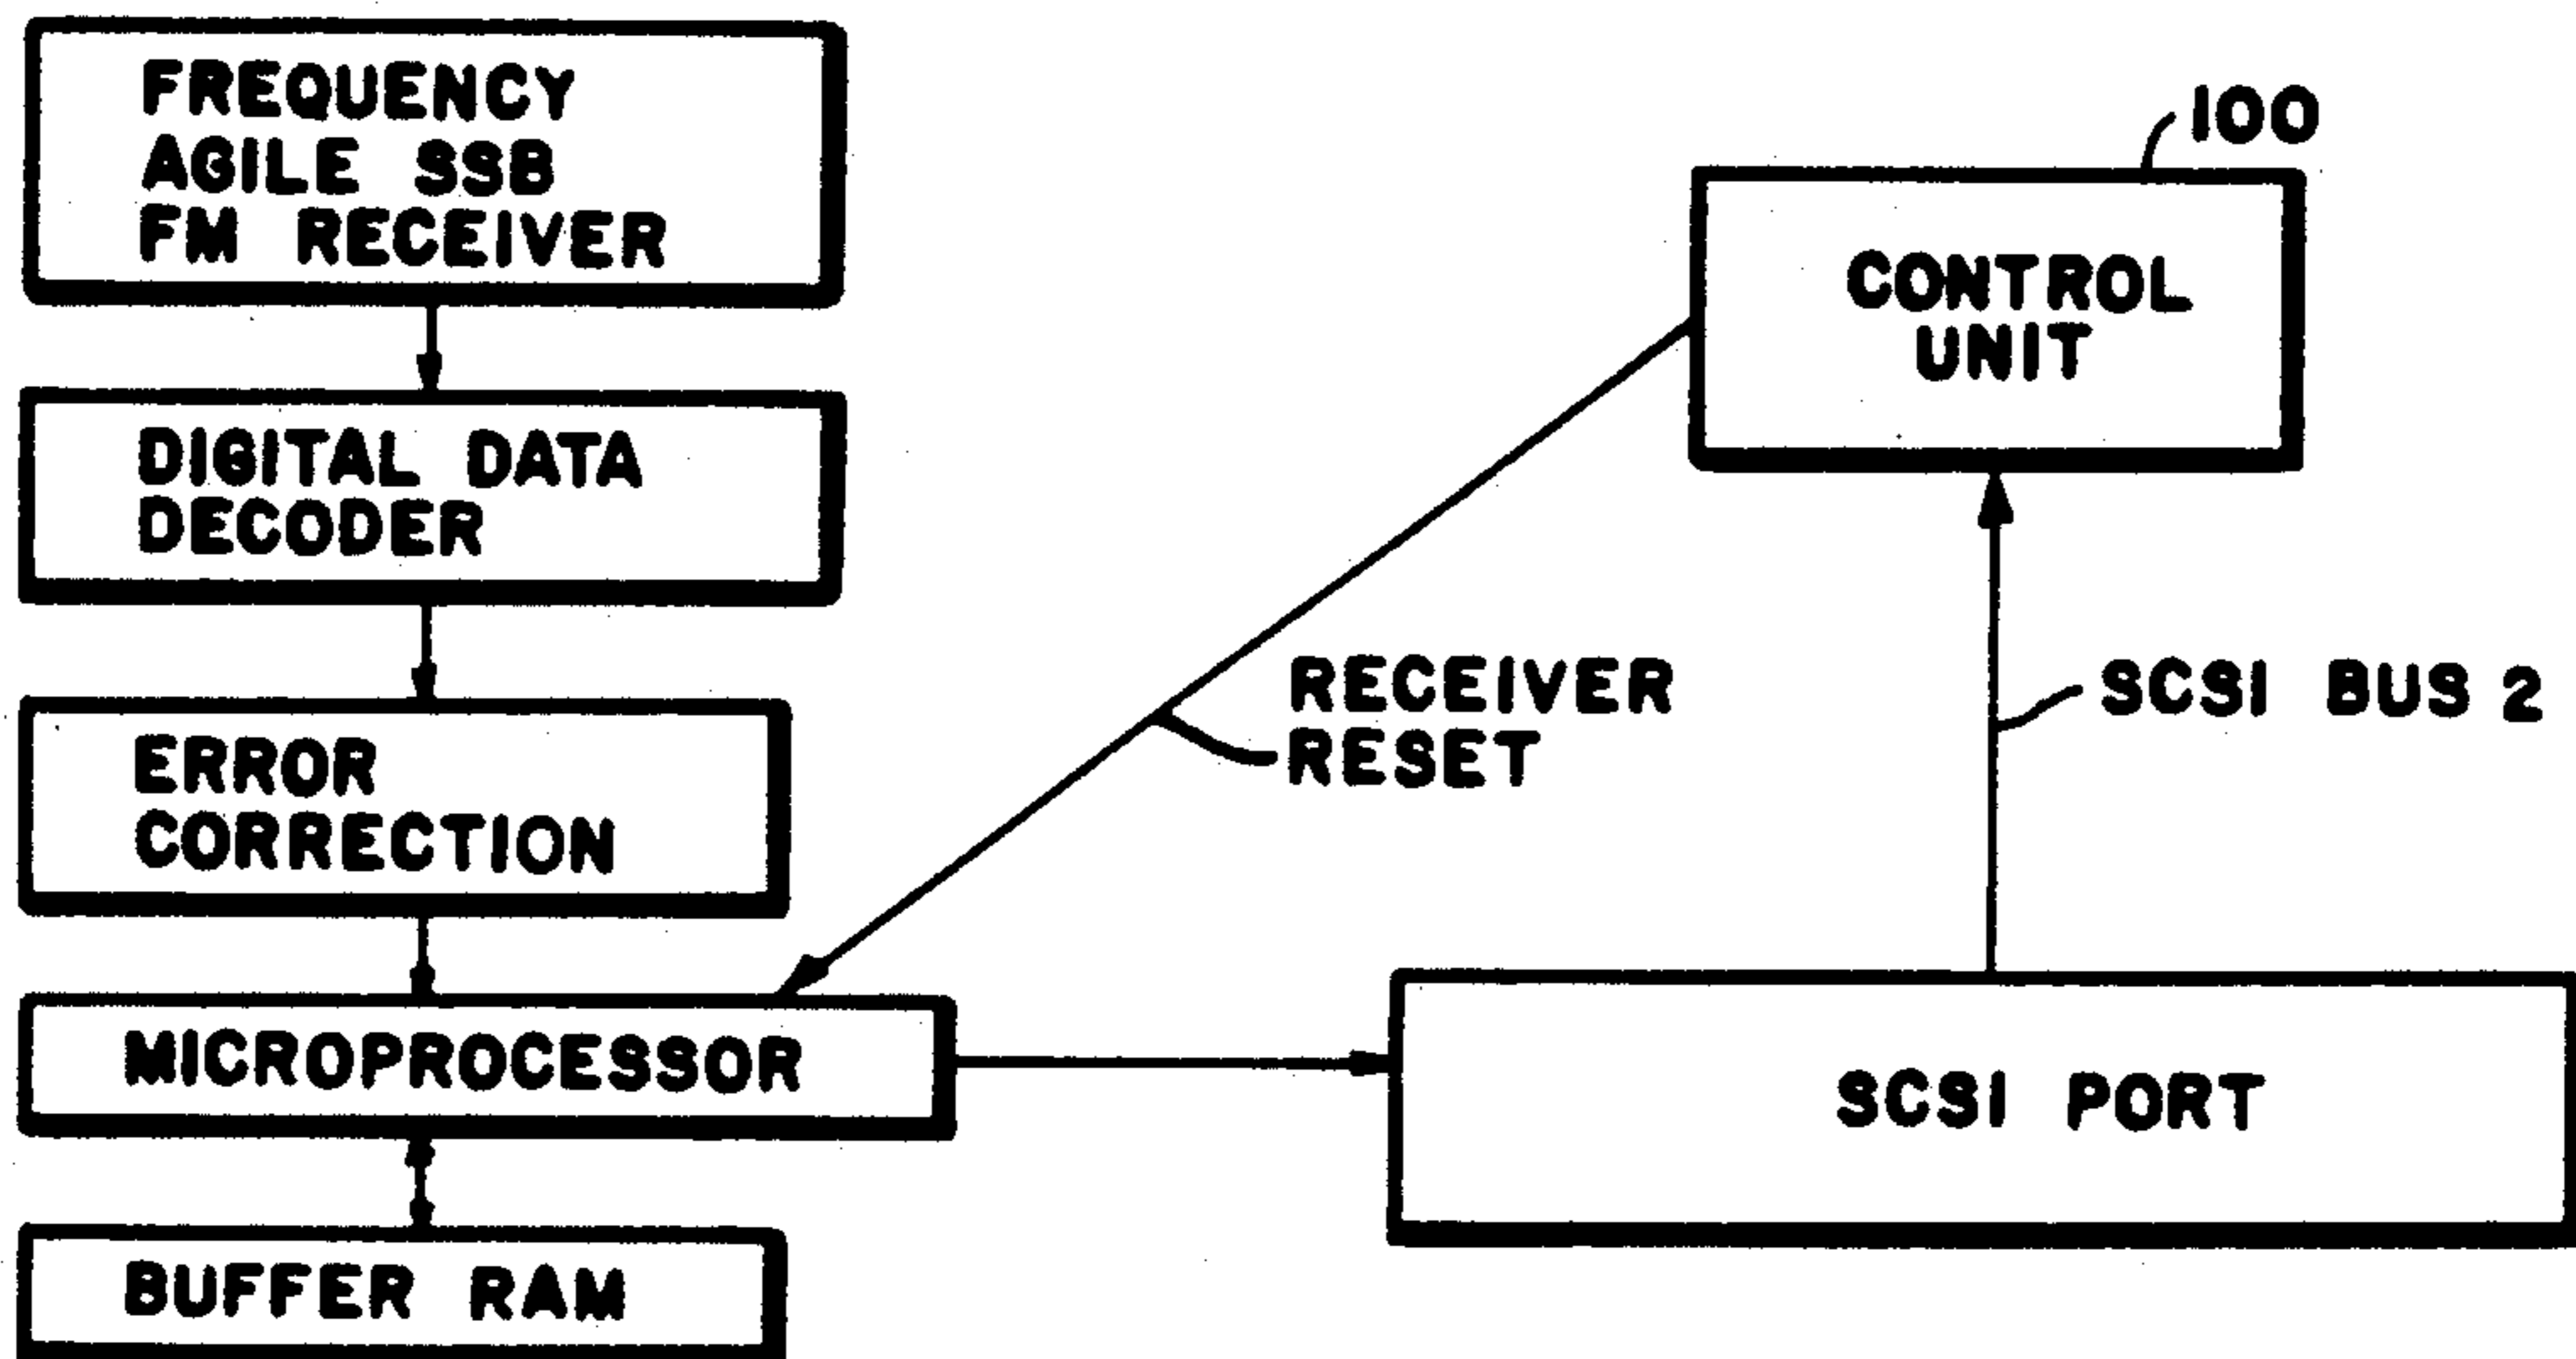 FREQUENCY
AGILE SSB
FM RECEIVER
100
CONTROL
UNIT
DIGITAL DATA
DECODER
RECEIVER
RESET
SCSI BUS 2
ERROR
CORRECTION
MICROPROCESSOR
SCSI PORT
BUFFER RAM